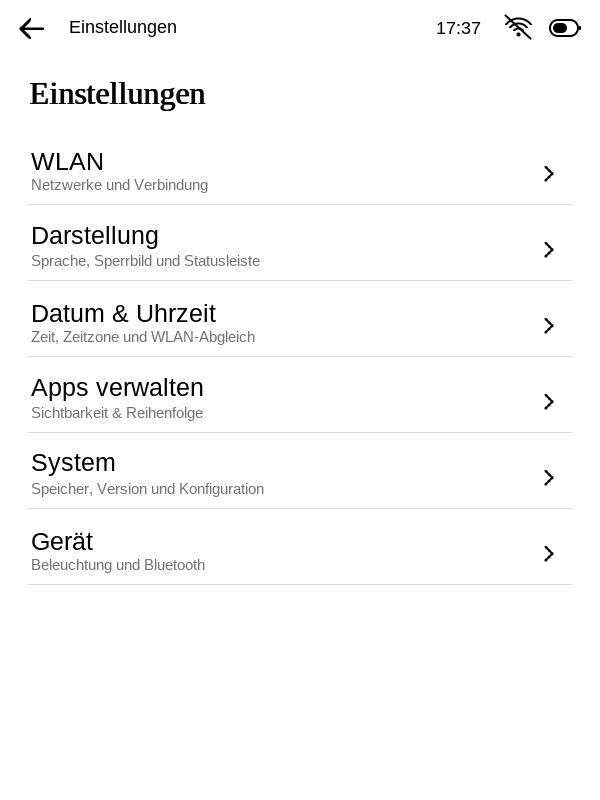 Einstellungen
17:37
Einstellungen
WLAN
Netzwerke und Verbindung
Darstellung
Sprache, Sperrbild und Statusleiste
Datum & Uhrzeit
Zeit, Zeitzone und WLAN-Abgleich
Apps verwalten
Sichtbarkeit & Reihenfolge
System
Speicher, Version und Konfiguration
Gerät
Beleuchtung und Bluetooth